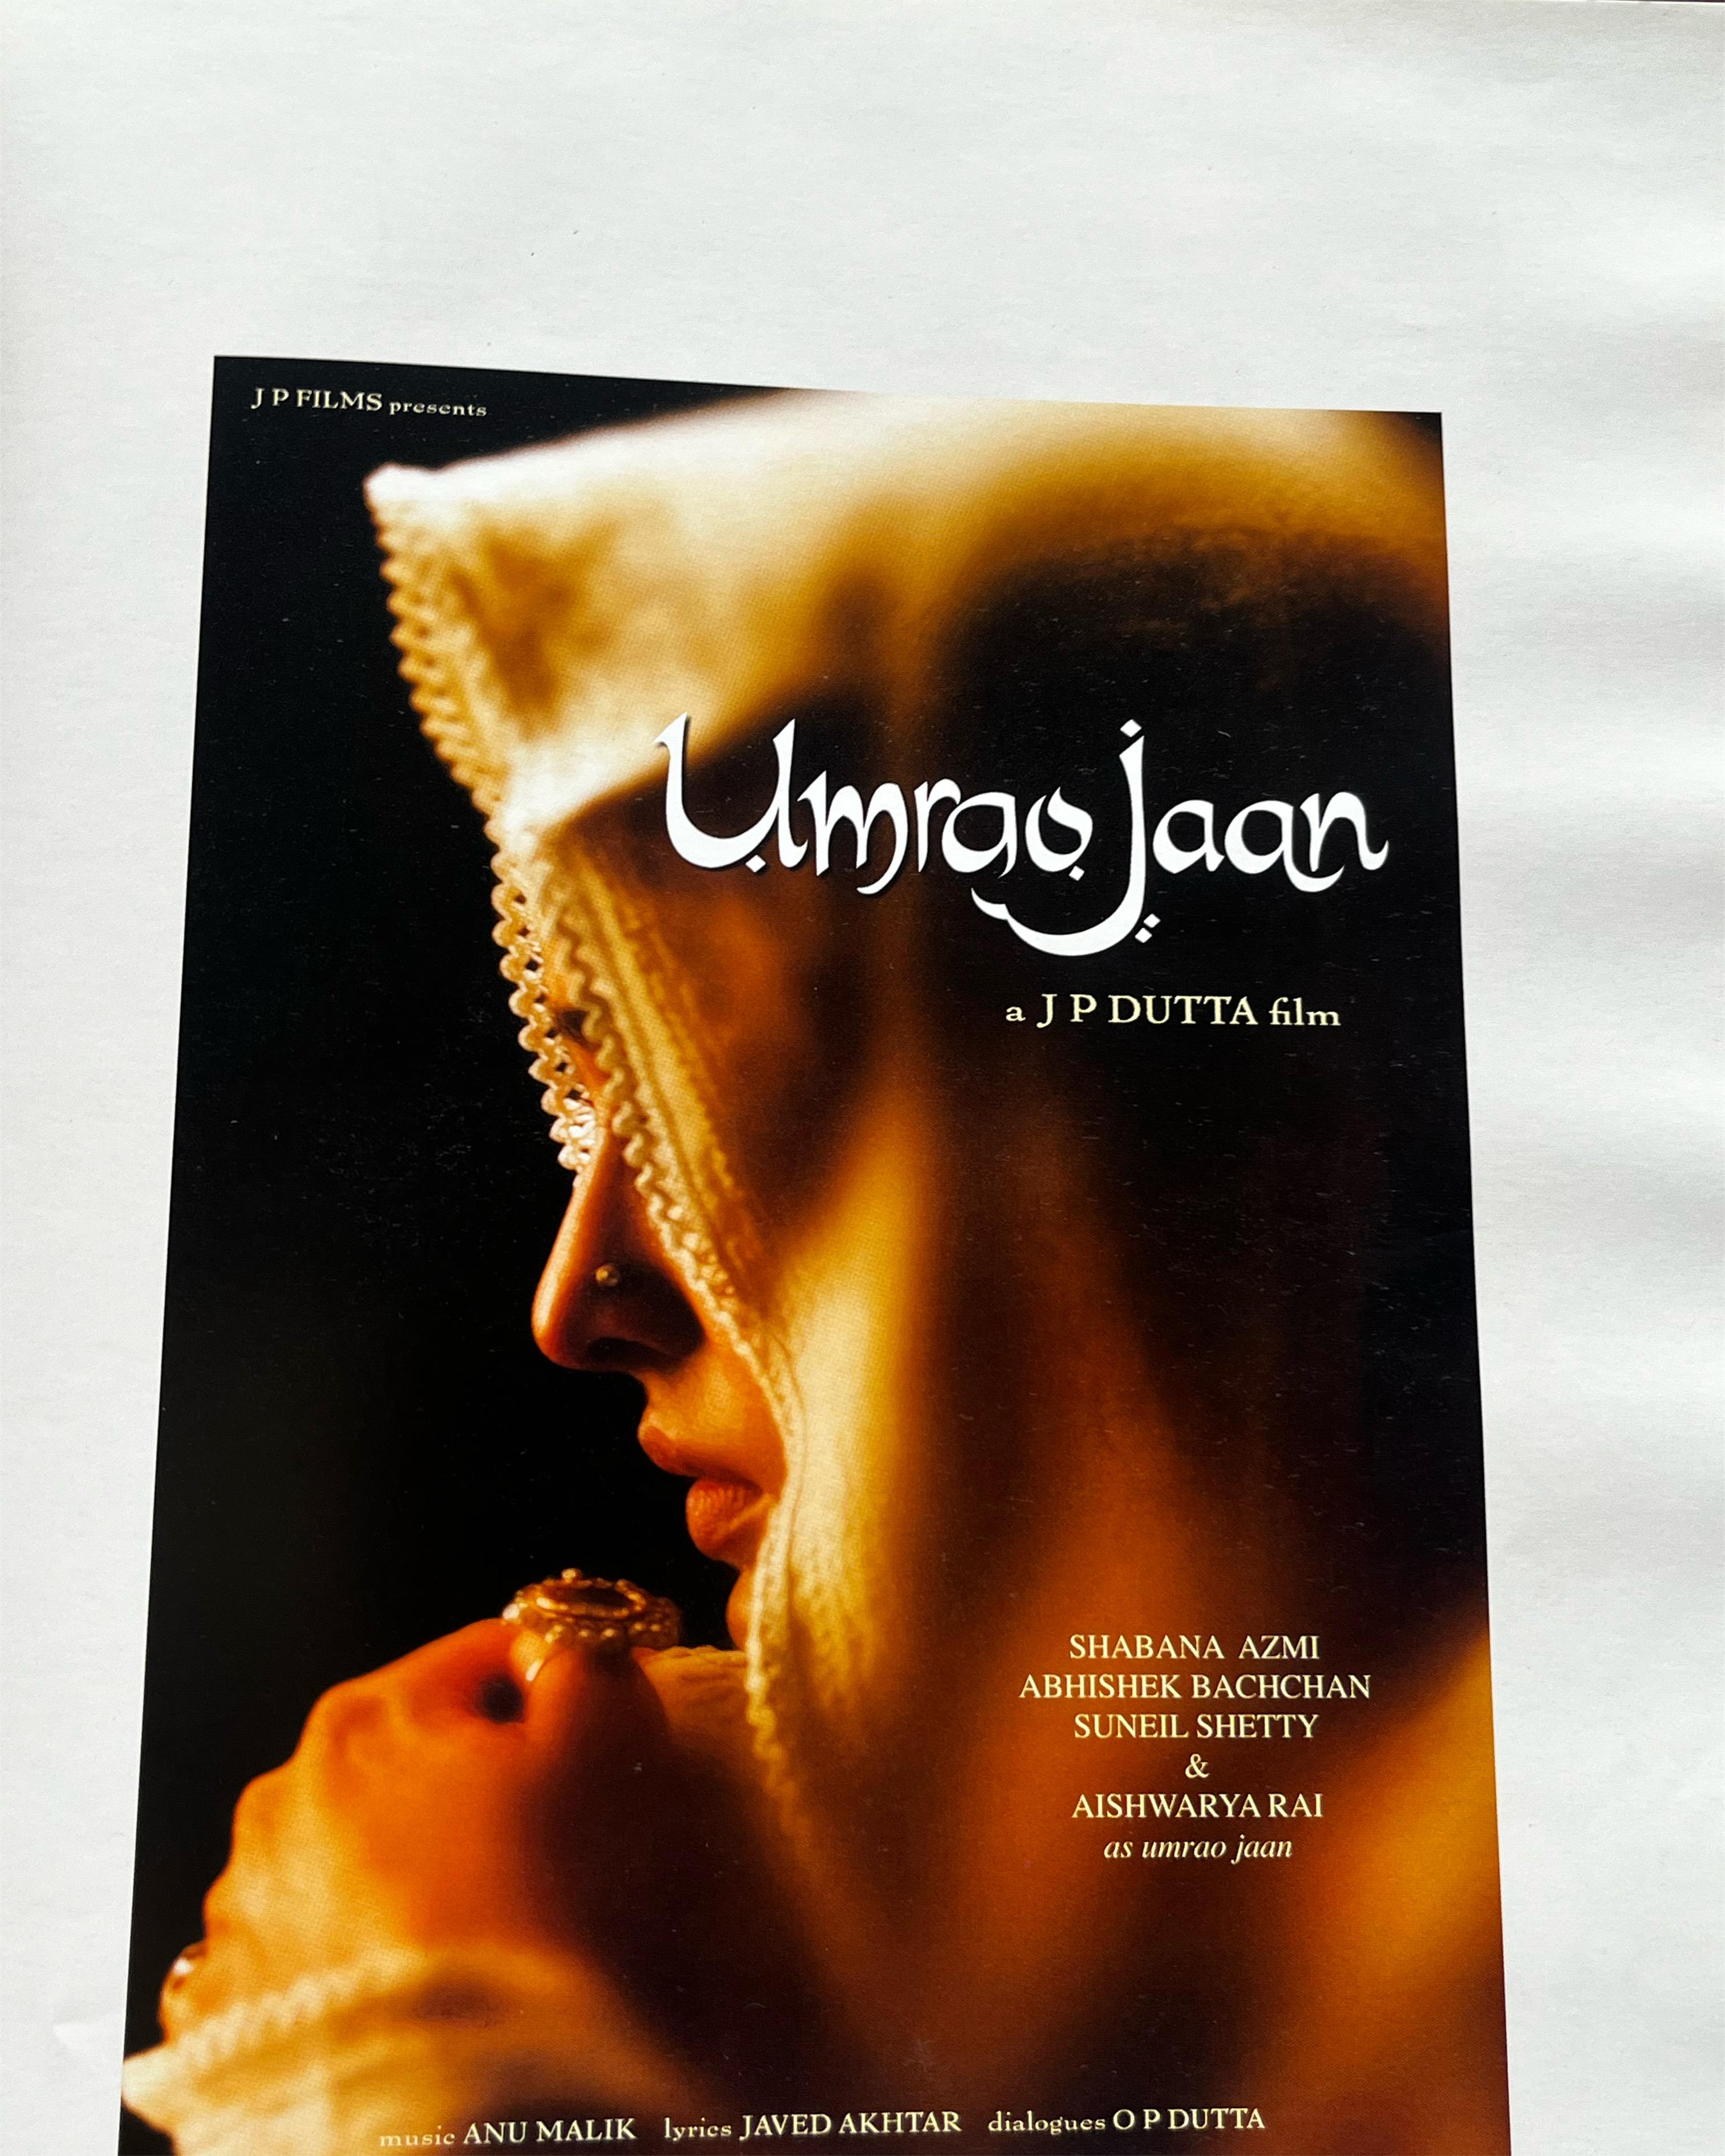 J P FILMS presents
Umrao Jaan
a J P DUTTA film
SHABANA AZMI
ABHISHEK BACHCHAN
SUNEIL SHETTY
&
AISHWARYA RAI
as umrao jaan
music ANU MALIK lyrics JAVED AKHTAR dialogues O P DUTTA